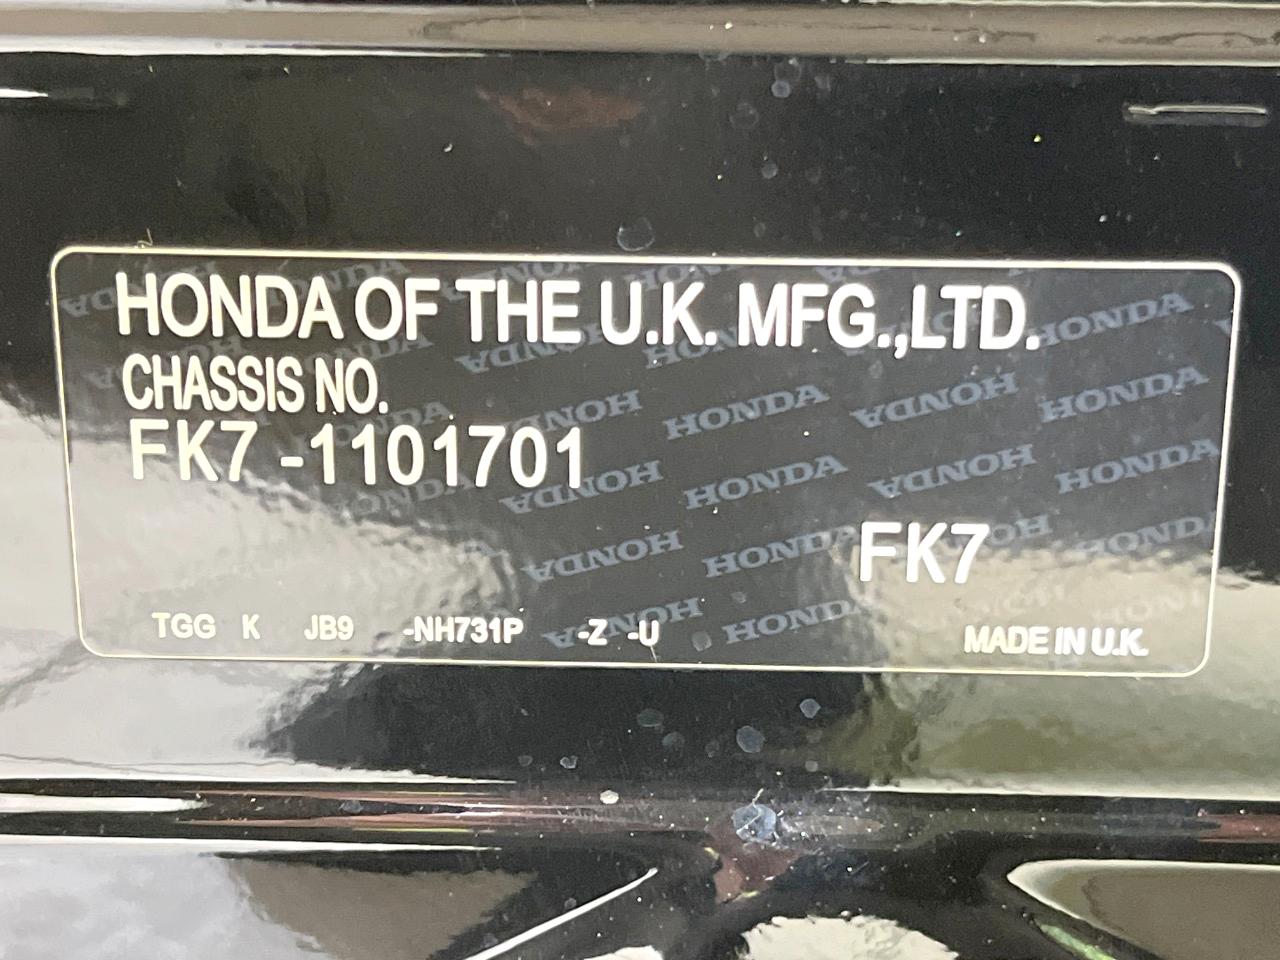 HONDA OF THE U.K. MFG.,LTD.
CHASSIS NO.
FK7 -1101701
FK7
TGG K JB9 -NH731P -Z -U
MADE IN U.K.